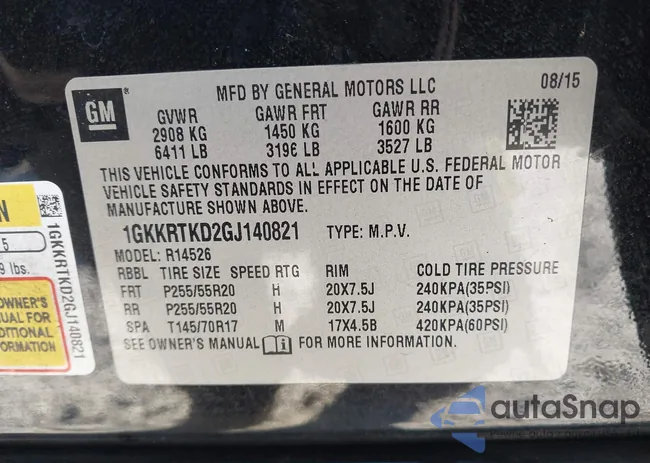 GM
MFD BY GENERAL MOTORS LLC
08/15
GVWR GAWR FRT GAWR RR
2908 KG 1450 KG 1600 KG
6411 LB 3196 LB 3527 LB
THIS VEHICLE CONFORMS TO ALL APPLICABLE U.S. FEDERAL MOTOR
VEHICLE SAFETY STANDARDS IN EFFECT ON THE DATE OF
MANUFACTURE SHOWN ABOVE.
1GKKRTKD2GJ140821 TYPE: M.P.V.
MODEL: R14526
RBBL TIRE SIZE SPEED RTG RIM COLD TIRE PRESSURE
FRT P255/55R20 H 20X7.5J 240KPA(35PSI)
RR P255/55R20 H 20X7.5J 240KPA(35PSI)
SPA T145/70R17 M 17X4.5B 420KPA(60PSI)
SEE OWNER'S MANUAL i FOR MORE INFORMATION.
N
5
9 lbs.
OWNER'S
UAL FOR
DITIONAL
FORMATION
1GKKRTKD2GJ140821
autaSnap